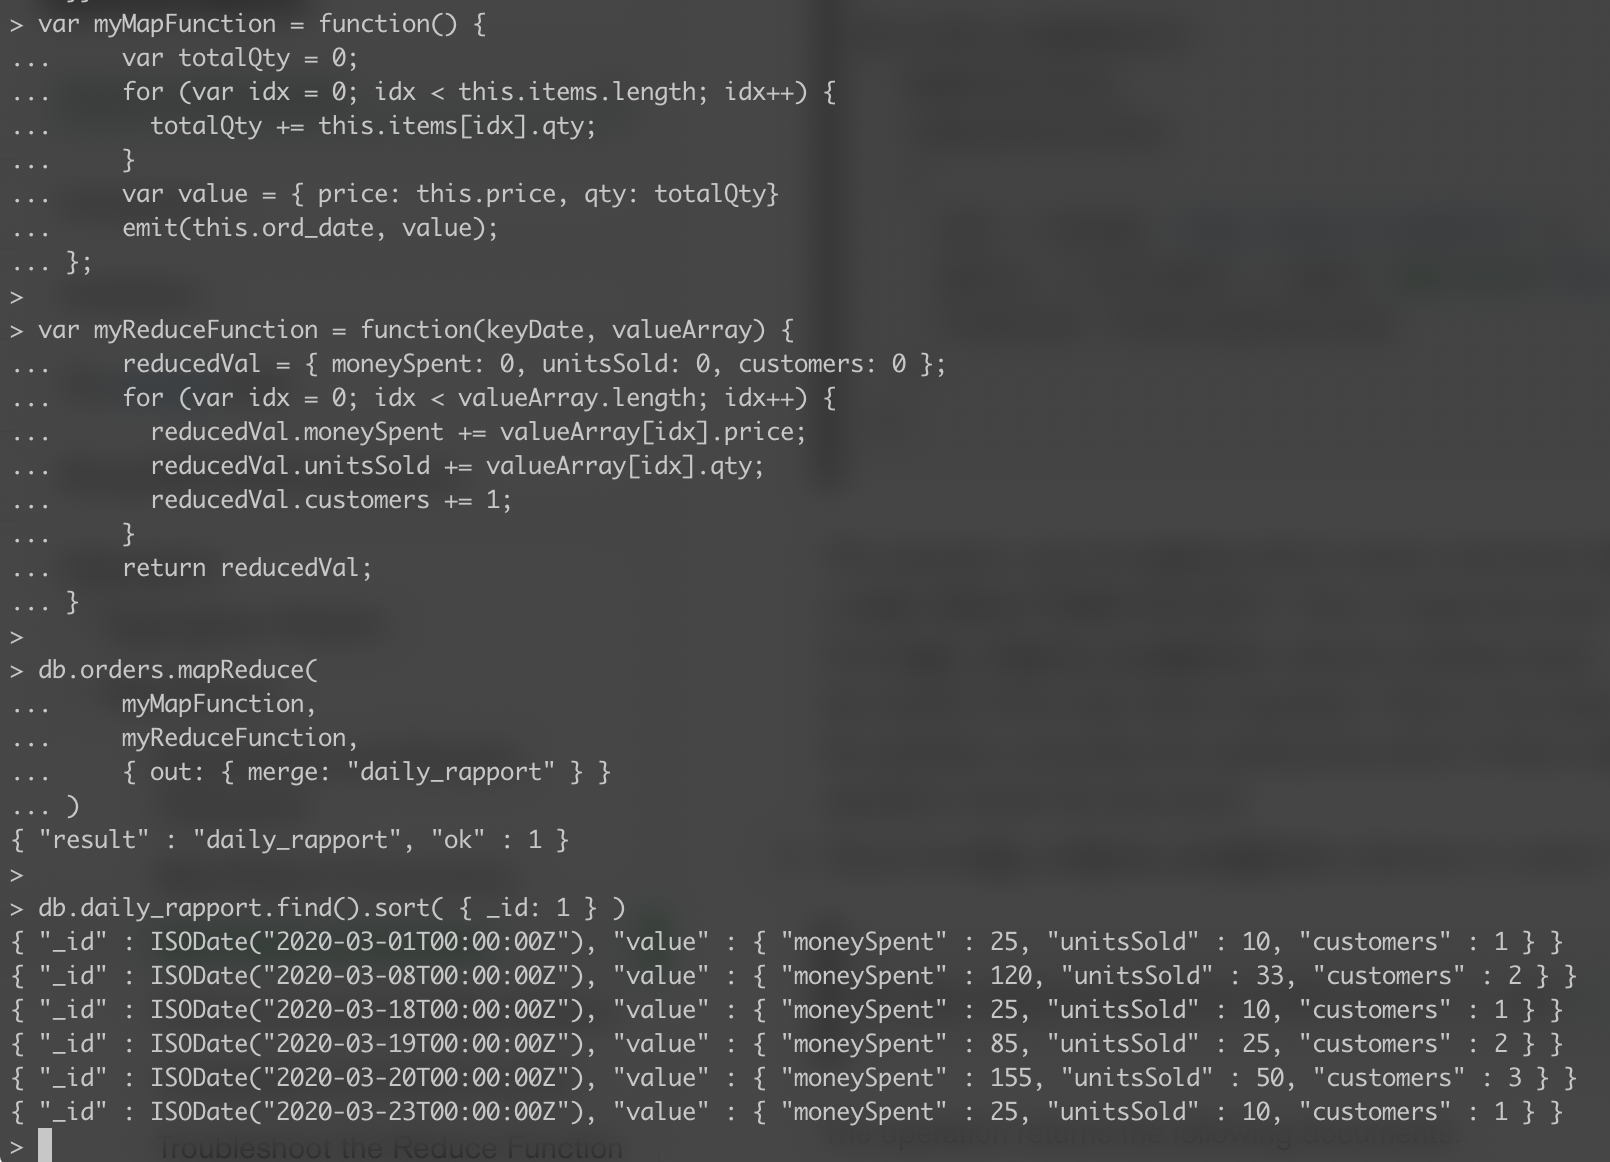 > var myMapFunction = function() {
...     var totalQty = 0;
...     for (var idx = 0; idx < this.items.length; idx++) {
...       totalQty += this.items[idx].qty;
...     }
...     var value = { price: this.price, qty: totalQty}
...     emit(this.ord_date, value);
... };
>
> var myReduceFunction = function(keyDate, valueArray) {
...     reducedVal = { moneySpent: 0, unitsSold: 0, customers: 0 };
...     for (var idx = 0; idx < valueArray.length; idx++) {
...       reducedVal.moneySpent += valueArray[idx].price;
...       reducedVal.unitsSold += valueArray[idx].qty;
...       reducedVal.customers += 1;
...     }
...     return reducedVal;
... }
>
> db.orders.mapReduce(
...     myMapFunction,
...     myReduceFunction,
...     { out: { merge: "daily_rapport" } }
... )
{ "result" : "daily_rapport", "ok" : 1 }
>
> db.daily_rapport.find().sort( { _id: 1 } )
{ "_id" : ISODate("2020-03-01T00:00:00Z"), "value" : { "moneySpent" : 25, "unitsSold" : 10, "customers" : 1 } }
{ "_id" : ISODate("2020-03-08T00:00:00Z"), "value" : { "moneySpent" : 120, "unitsSold" : 33, "customers" : 2 } }
{ "_id" : ISODate("2020-03-18T00:00:00Z"), "value" : { "moneySpent" : 25, "unitsSold" : 10, "customers" : 1 } }
{ "_id" : ISODate("2020-03-19T00:00:00Z"), "value" : { "moneySpent" : 85, "unitsSold" : 25, "customers" : 2 } }
{ "_id" : ISODate("2020-03-20T00:00:00Z"), "value" : { "moneySpent" : 155, "unitsSold" : 50, "customers" : 3 } }
{ "_id" : ISODate("2020-03-23T00:00:00Z"), "value" : { "moneySpent" : 25, "unitsSold" : 10, "customers" : 1 } }
>
Troubleshoot the Reduce Function
The operation returns the following documents: